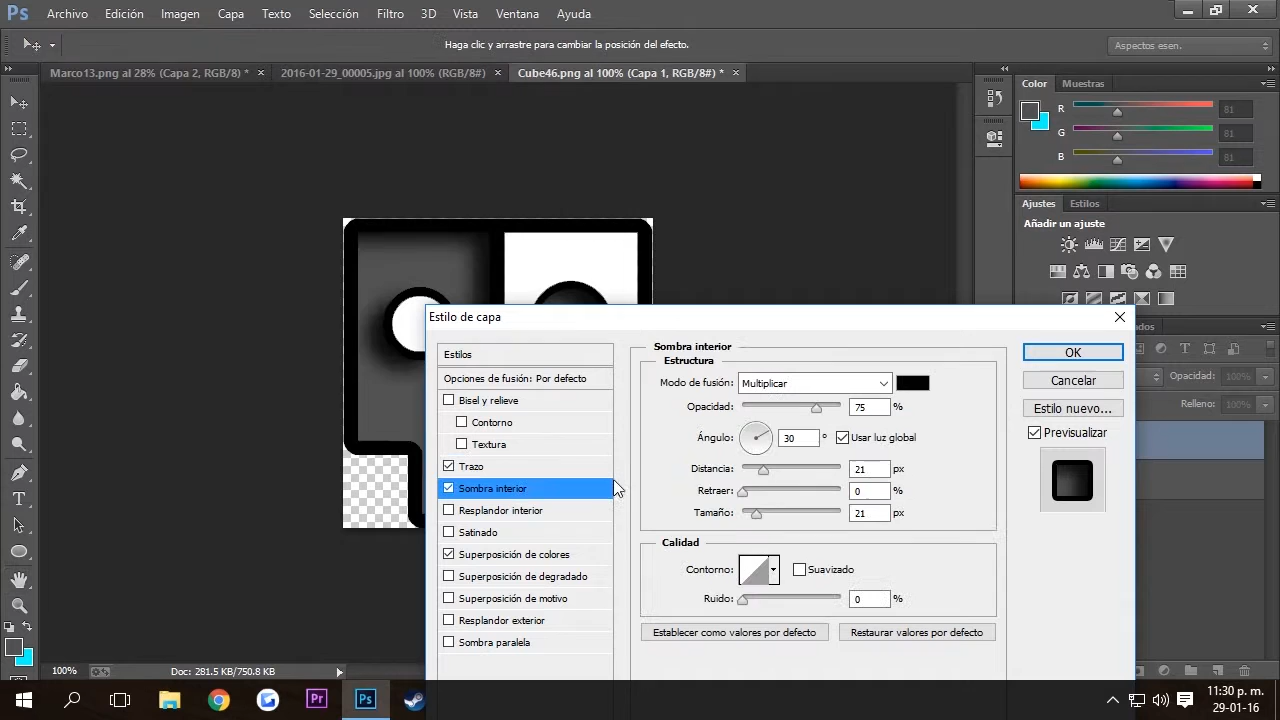 Ps Archivo Edición Imagen Capa Texto Selección Filtro 3D Vista Ventana Ayuda
Haga clic y arrastre para cambiar la posición del efecto.
Aspectos esen.
Marco13.png al 28% (Capa 2, RGB/8) * × 2016-01-29_00005.jpg al 100% (RGB/8#) × Cube46.png al 100% (Capa 1, RGB/8#) * ×
Color Muestras
R 81
G 81
B 81
Ajustes Estilos
Añadir un ajuste
Estilo de capa
Estilos
Opciones de fusión: Por defecto
Bisel y relieve
Contorno
Textura
Trazo
Sombra interior
Resplandor interior
Satinado
Superposición de colores
Superposición de degradado
Superposición de motivo
Resplandor exterior
Sombra paralela
Sombra interior
Estructura
Modo de fusión: Multiplicar
Opacidad: 75 %
Ángulo: 30 ° Usar luz global
Distancia: 21 px
Retraer: 0 %
Tamaño: 21 px
Calidad
Contorno: Suavizado
Ruido: 0 %
Establecer como valores por defecto Restaurar valores por defecto
OK
Cancelar
Estilo nuevo...
Previsualizar
Opacidad: 100%
Relleno: 100%
100% Doc: 281.5 KB/750.8 KB
Pr Ps
11:30 p. m.
29-01-16